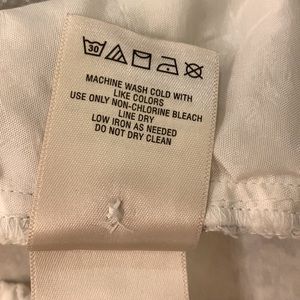 30
MACHINE WASH COLD WITH
LIKE COLORS
USE ONLY NON-CHLORINE BLEACH
LINE DRY
LOW IRON AS NEEDED
DO NOT DRY CLEAN